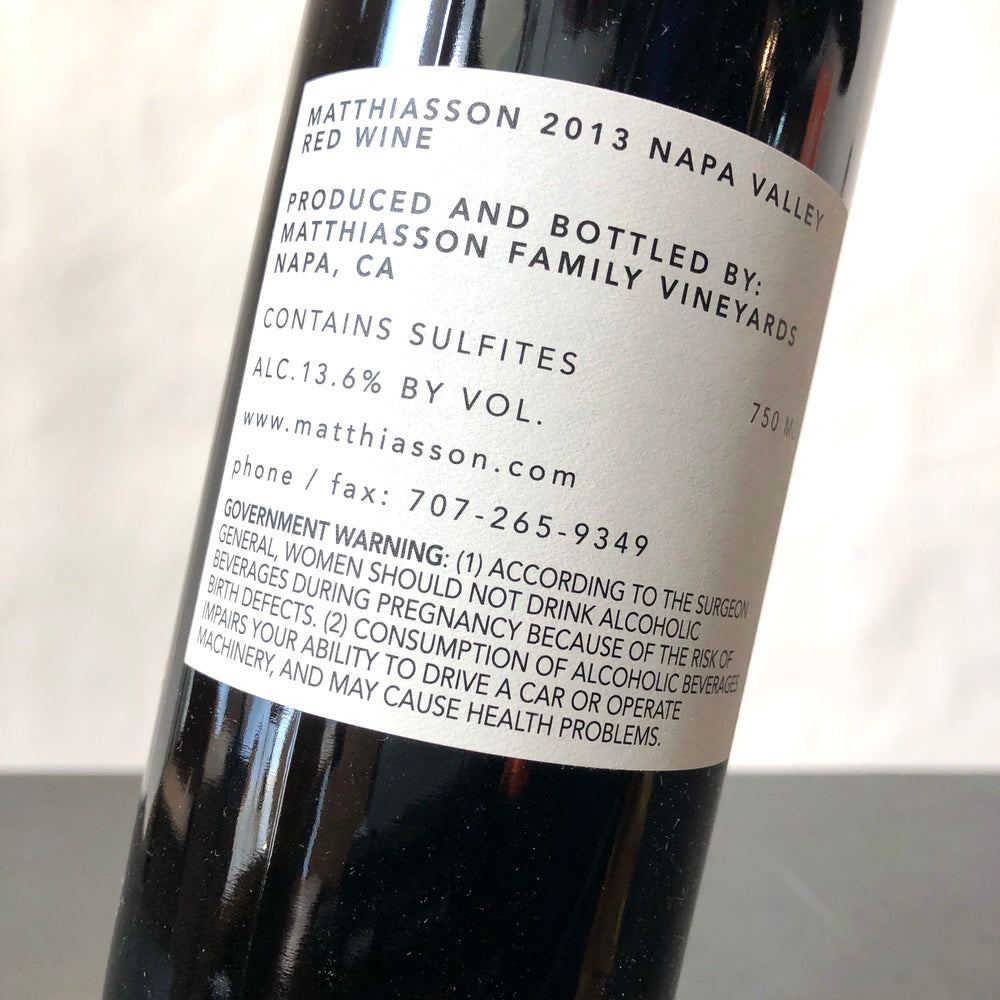 MATTHIASSON 2013 NAPA VALLEY
RED WINE
PRODUCED AND BOTTLED BY:
MATTHIASSON FAMILY VINEYARDS
NAPA, CA
CONTAINS SULFITES
ALC.13.6% BY VOL.
750 ML
www.matthiasson.com
phone / fax: 707-265-9349
GOVERNMENT WARNING: (1) ACCORDING TO THE SURGEON
GENERAL, WOMEN SHOULD NOT DRINK ALCOHOLIC
BEVERAGES DURING PREGNANCY BECAUSE OF THE RISK OF
BIRTH DEFECTS. (2) CONSUMPTION OF ALCOHOLIC BEVERAGES
IMPAIRS YOUR ABILITY TO DRIVE A CAR OR OPERATE
MACHINERY, AND MAY CAUSE HEALTH PROBLEMS.